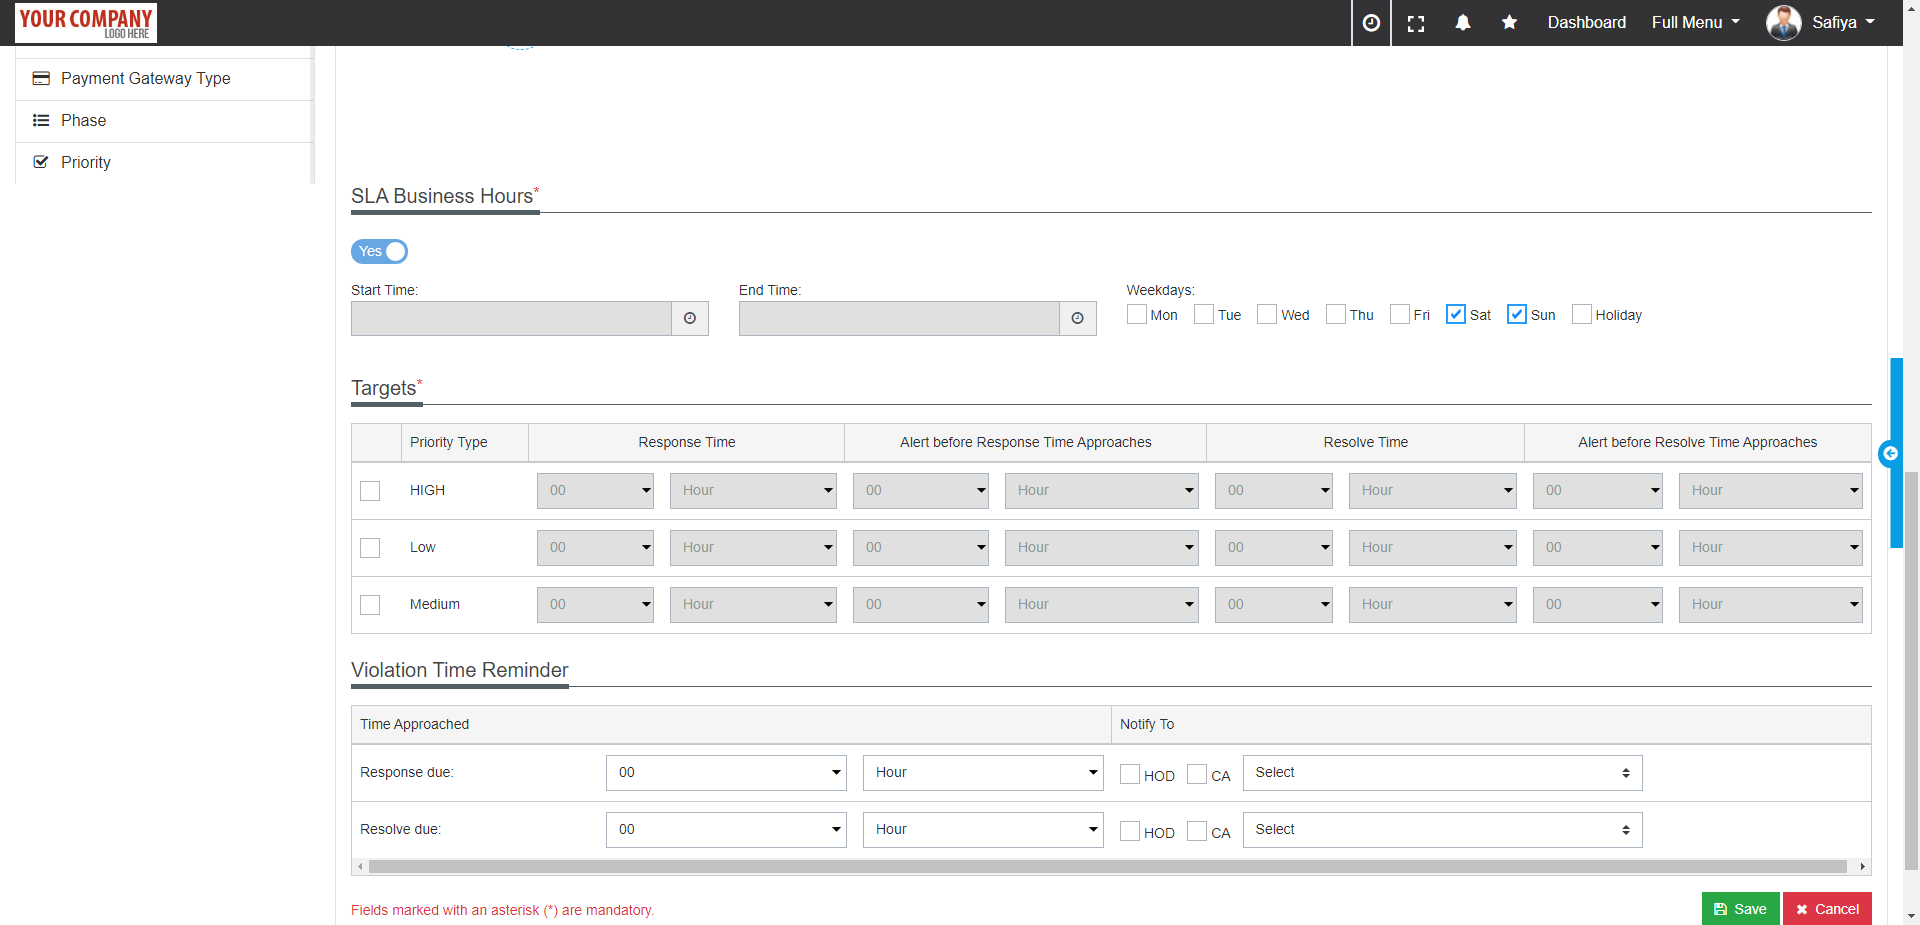 YOUR COMPANY
LOGO HERE
Dashboard
Full Menu
Safiya
Payment Gateway Type
Phase
Priority
SLA Business Hours*
Yes
Start Time:
End Time:
Weekdays:
Mon Tue Wed Thu Fri Sat Sun Holiday
Targets*
Priority Type Response Time Alert before Response Time Approaches Resolve Time Alert before Resolve Time Approaches
HIGH 00 Hour 00 Hour 00 Hour 00 Hour
Low 00 Hour 00 Hour 00 Hour 00 Hour
Medium 00 Hour 00 Hour 00 Hour 00 Hour
Violation Time Reminder
Time Approached Notify To
Response due: 00 Hour HOD CA Select
Resolve due: 00 Hour HOD CA Select
Fields marked with an asterisk (*) are mandatory.
Save Cancel